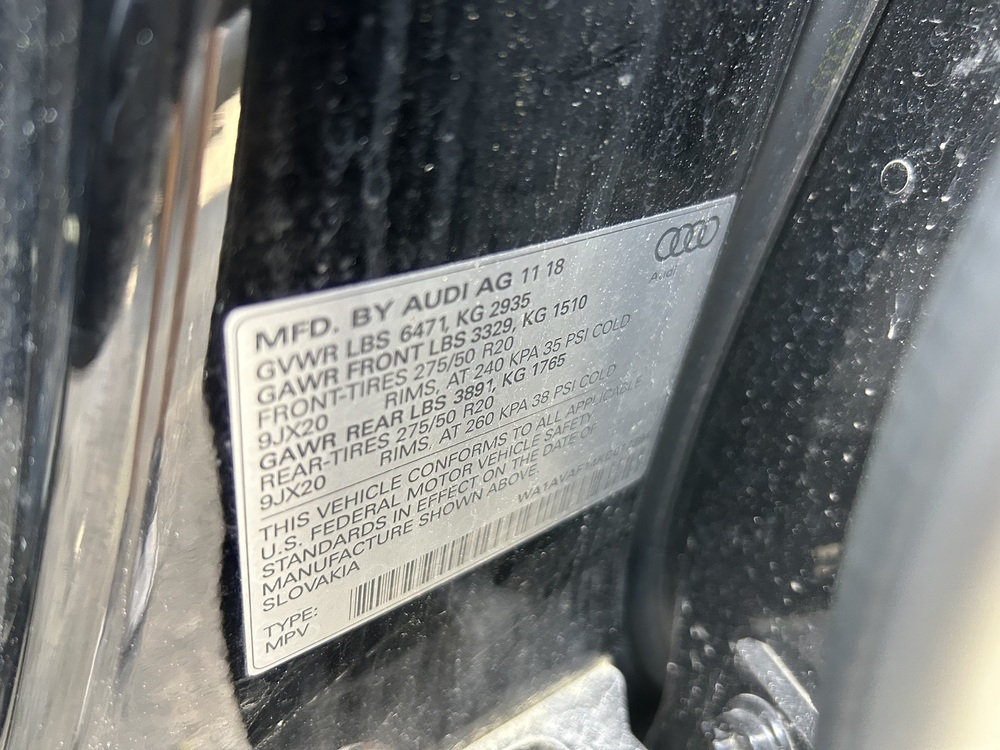 MFD. BY AUDI AG 11 18
GVWR LBS 6471, KG 2935
GAWR FRONT LBS 3329, KG 1510
FRONT-TIRES 275/50 R20
9JX20 RIMS, AT 240 KPA 35 PSI COLD
GAWR REAR LBS 3891, KG 1765
REAR-TIRES 275/50 R20
9JX20 RIMS, AT 260 KPA 38 PSI COLD
THIS VEHICLE CONFORMS TO ALL APPLICABLE
U.S. FEDERAL MOTOR VEHICLE SAFETY
STANDARDS IN EFFECT ON THE DATE OF
MANUFACTURE SHOWN ABOVE.
SLOVAKIA
TYPE:
MPV
Audi